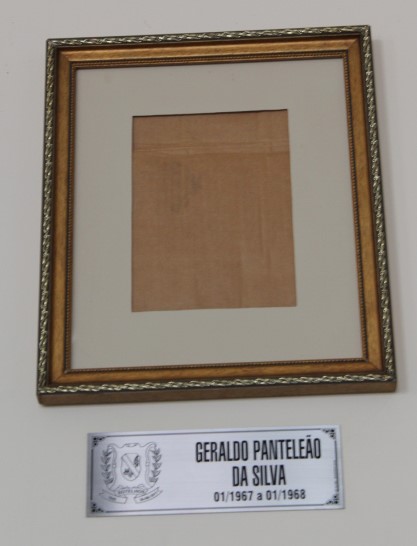 GERALDO PANTELEÃO
DA SILVA
01/1967 a 01/1968